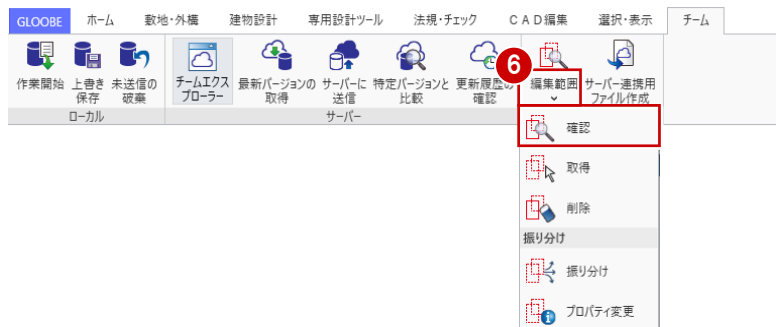 GLOOBE ホーム 敷地・外構 建物設計 専用設計ツール 法規・チェック CAD編集 選択・表示 チーム
作業開始 上書き保存 未送信の破棄 チームエクスプローラー 最新バージョンの取得 サーバーに送信 特定バージョンと比較 更新履歴の確認 6 編集範囲 サーバー連携用ファイル作成
ローカル サーバー
確認
取得
削除
振り分け
振り分け
プロパティ変更